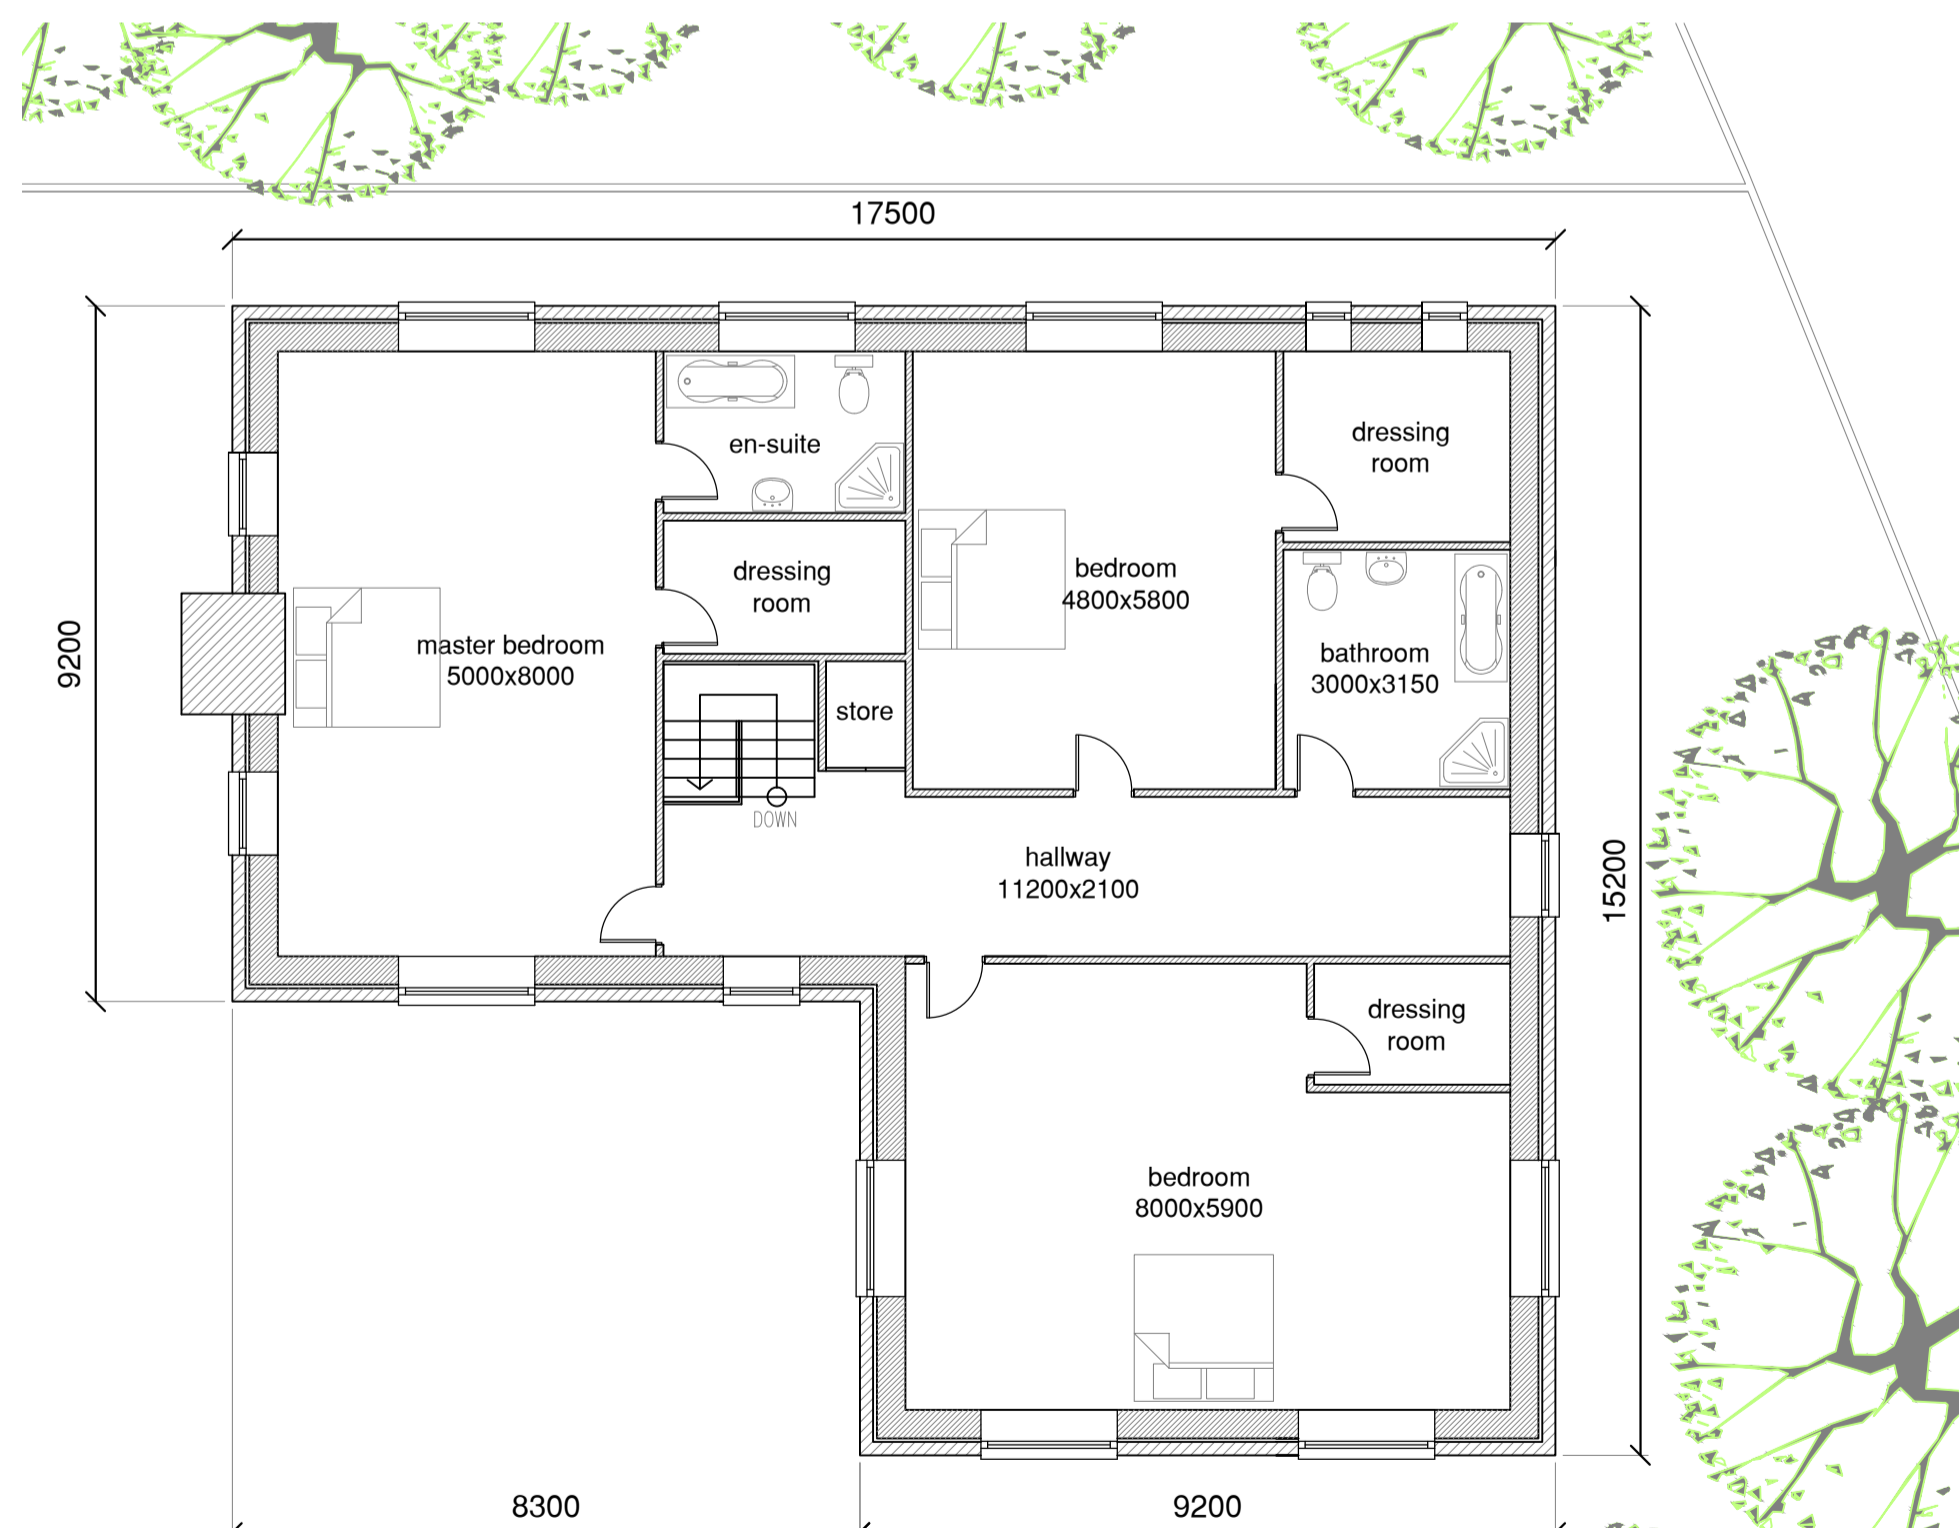 17500
9200
15200
en-suite
dressing
room
dressing
room
bedroom
4800x5800
master bedroom
5000x8000
bathroom
3000x3150
store
DOWN
hallway
11200x2100
dressing
room
bedroom
8000x5900
8300
9200